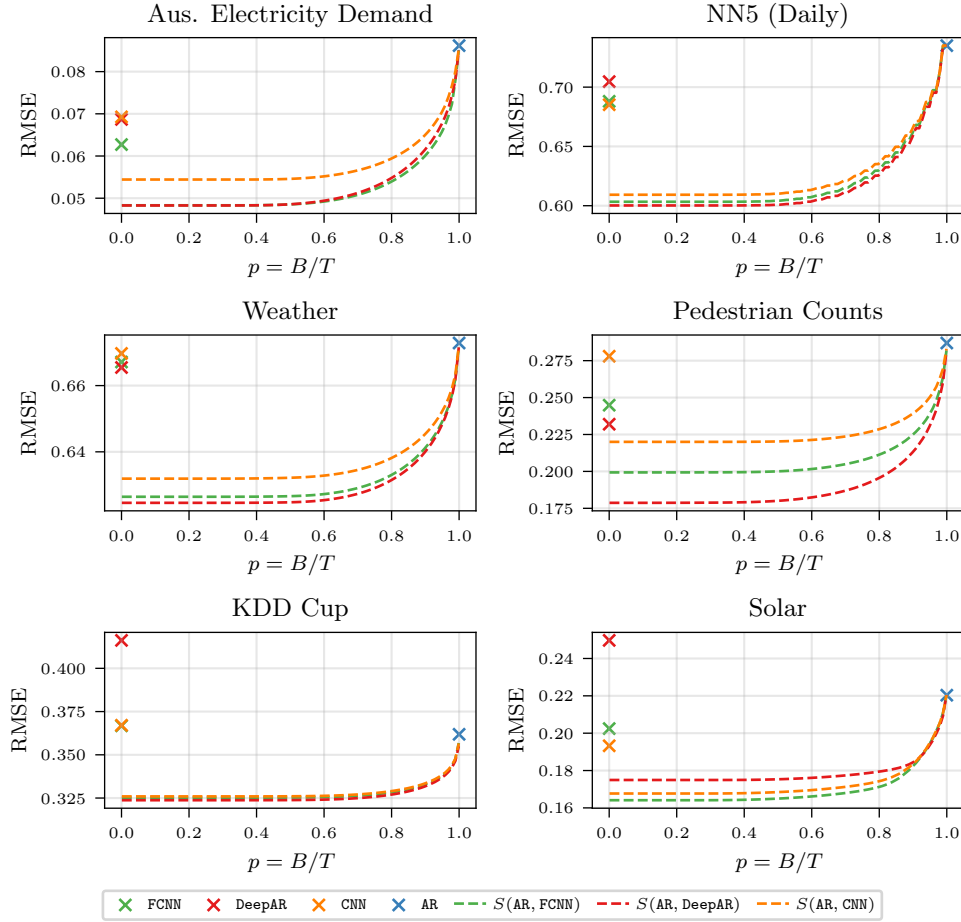 Aus. Electricity Demand
RMSE
0.08
0.07
0.06
0.05
0.0 0.2 0.4 0.6 0.8 1.0
p = B/T
NN5 (Daily)
RMSE
0.70
0.65
0.60
0.0 0.2 0.4 0.6 0.8 1.0
p = B/T
Weather
RMSE
0.66
0.64
0.0 0.2 0.4 0.6 0.8 1.0
p = B/T
Pedestrian Counts
RMSE
0.275
0.250
0.225
0.200
0.175
0.0 0.2 0.4 0.6 0.8 1.0
p = B/T
KDD Cup
RMSE
0.400
0.375
0.350
0.325
0.0 0.2 0.4 0.6 0.8 1.0
p = B/T
Solar
RMSE
0.24
0.22
0.20
0.18
0.16
0.0 0.2 0.4 0.6 0.8 1.0
p = B/T
FCNN DeepAR CNN AR S(AR, FCNN) S(AR, DeepAR) S(AR, CNN)